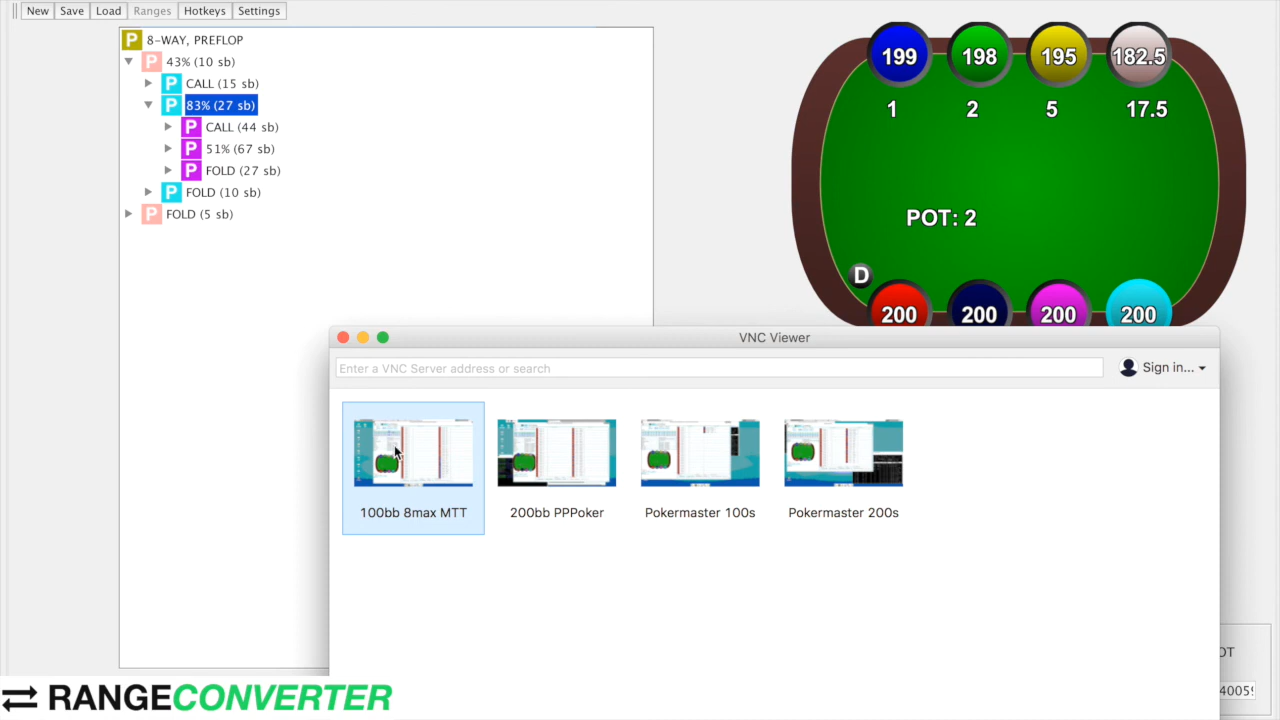 New Save Load Ranges Hotkeys Settings
P 8-WAY, PREFLOP
P 43% (10 sb)
P CALL (15 sb)
P 83% (27 sb)
P CALL (44 sb)
P 51% (67 sb)
P FOLD (27 sb)
P FOLD (10 sb)
P FOLD (5 sb)
199 198 195 182.5
1 2 5 17.5
POT: 2
D
200 200 200 200
VNC Viewer
Enter a VNC Server address or search
Sign in...
100bb 8max MTT
200bb PPPoker
Pokermaster 100s
Pokermaster 200s
RANGECONVERTER